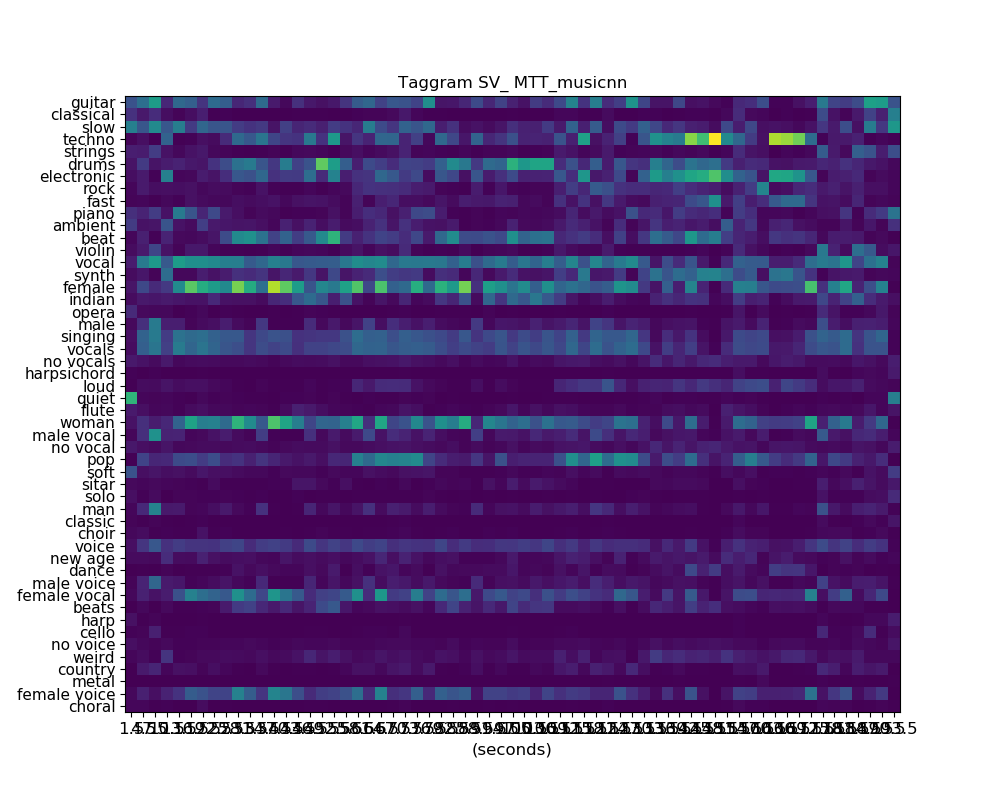 Taggram SV_ MTT_musicnn
guitar
classical
slow
techno
strings
drums
electronic
rock
fast
piano
ambient
beat
violin
vocal
synth
female
indian
opera
male
singing
vocals
no vocals
harpsichord
loud
quiet
flute
woman
male vocal
no vocal
pop
soft
sitar
solo
man
classic
choir
voice
new age
dance
male voice
female vocal
beats
harp
cello
no voice
weird
country
metal
female voice
choral
(seconds)